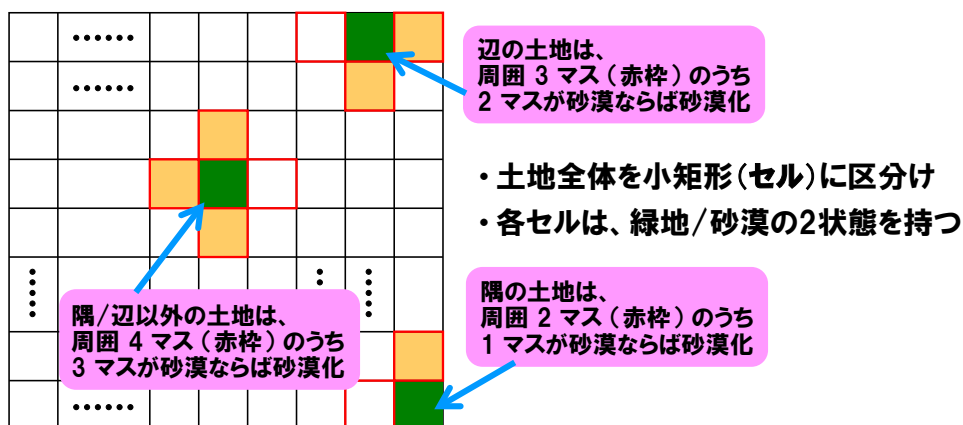 辺の土地は、
周囲 3 マス（赤枠）のうち
2 マスが砂漠ならば砂漠化
・土地全体を小矩形（セル）に区分け
・各セルは、緑地/砂漠の2状態を持つ
隅/辺以外の土地は、
周囲 4 マス（赤枠）のうち
3 マスが砂漠ならば砂漠化
隅の土地は、
周囲 2 マス（赤枠）のうち
1 マスが砂漠ならば砂漠化